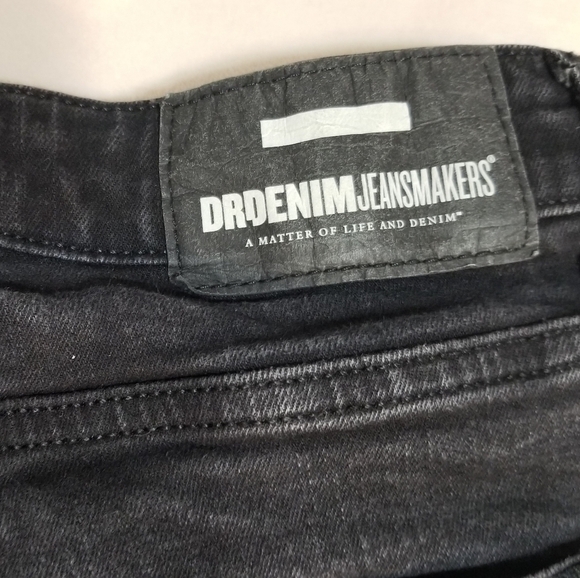 DRDENIMJEANSMAKERS®
A MATTER OF LIFE AND DENIM™